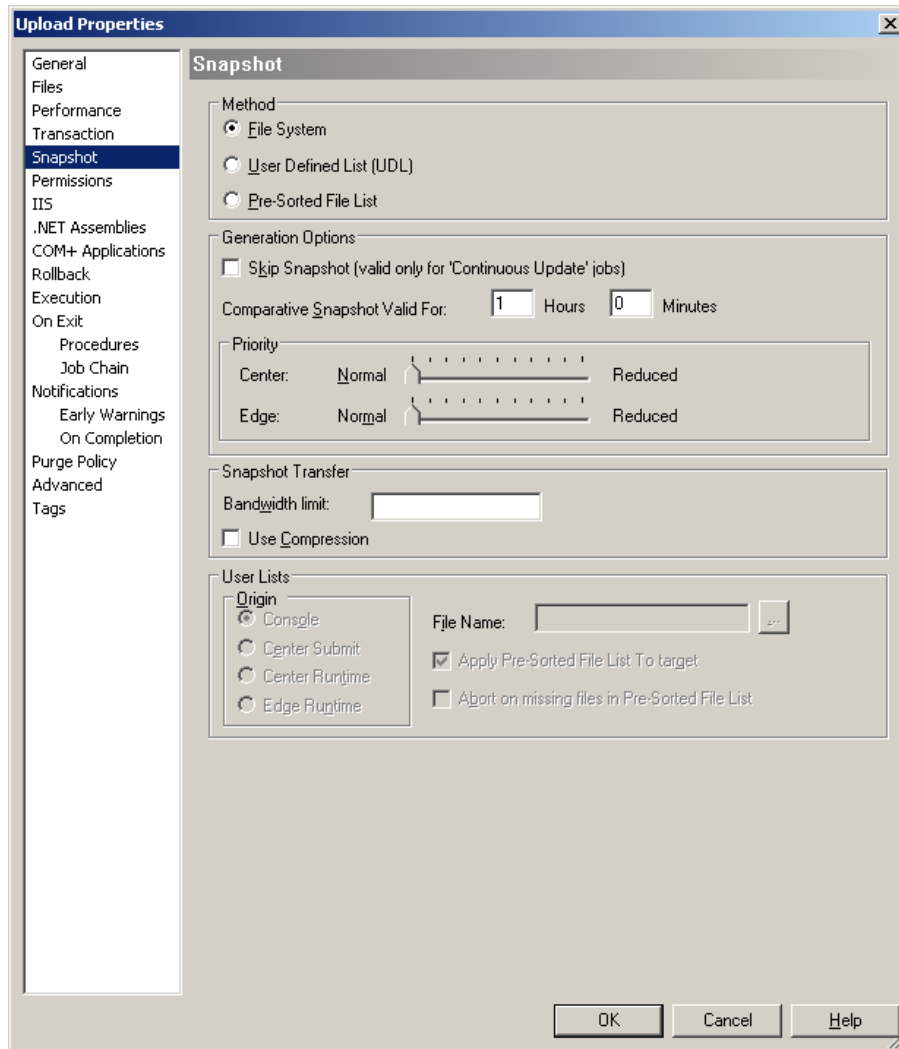 Upload Properties
General
Files
Performance
Transaction
Snapshot
Permissions
IIS
.NET Assemblies
COM+ Applications
Rollback
Execution
On Exit
Procedures
Job Chain
Notifications
Early Warnings
On Completion
Purge Policy
Advanced
Tags
Snapshot
Method
File System
User Defined List (UDL)
Pre-Sorted File List
Generation Options
Skip Snapshot (valid only for 'Continuous Update' jobs)
Comparative Snapshot Valid For: 1 Hours 0 Minutes
Priority
Center: Normal Reduced
Edge: Normal Reduced
Snapshot Transfer
Bandwidth limit:
Use Compression
User Lists
Origin
Console
Center Submit
Center Runtime
Edge Runtime
File Name: ...
Apply Pre-Sorted File List To target
Abort on missing files in Pre-Sorted File List
OK Cancel Help